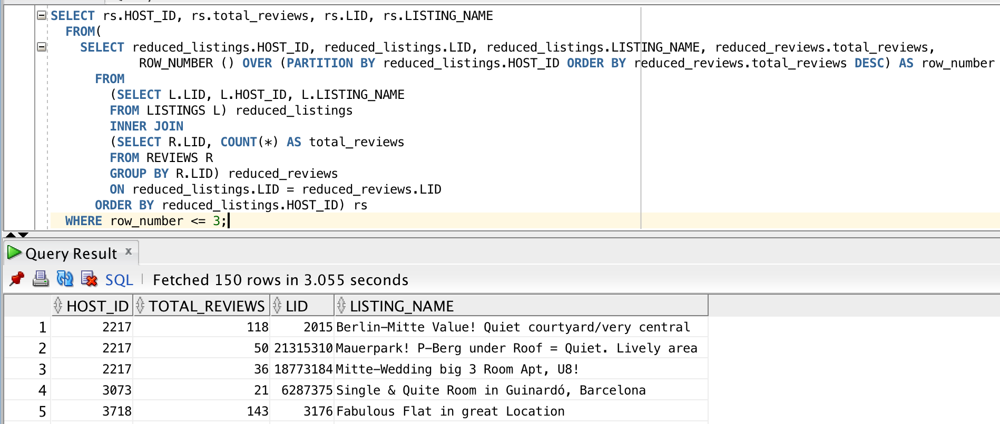 SELECT rs.HOST_ID, rs.total_reviews, rs.LID, rs.LISTING_NAME
FROM(
SELECT reduced_listings.HOST_ID, reduced_listings.LID, reduced_listings.LISTING_NAME, reduced_reviews.total_reviews,
ROW_NUMBER () OVER (PARTITION BY reduced_listings.HOST_ID ORDER BY reduced_reviews.total_reviews DESC) AS row_number
FROM
(SELECT L.LID, L.HOST_ID, L.LISTING_NAME
FROM LISTINGS L) reduced_listings
INNER JOIN
(SELECT R.LID, COUNT(*) AS total_reviews
FROM REVIEWS R
GROUP BY R.LID) reduced_reviews
ON reduced_listings.LID = reduced_reviews.LID
ORDER BY reduced_listings.HOST_ID) rs
WHERE row_number <= 3;
Query Result x
SQL | Fetched 150 rows in 3.055 seconds
HOST_ID TOTAL_REVIEWS LID LISTING_NAME
1 2217 118 2015 Berlin-Mitte Value! Quiet courtyard/very central
2 2217 50 21315310 Mauerpark! P-Berg under Roof = Quiet. Lively area
3 2217 36 18773184 Mitte-Wedding big 3 Room Apt, U8!
4 3073 21 6287375 Single & Quite Room in Guinardó, Barcelona
5 3718 143 3176 Fabulous Flat in great Location